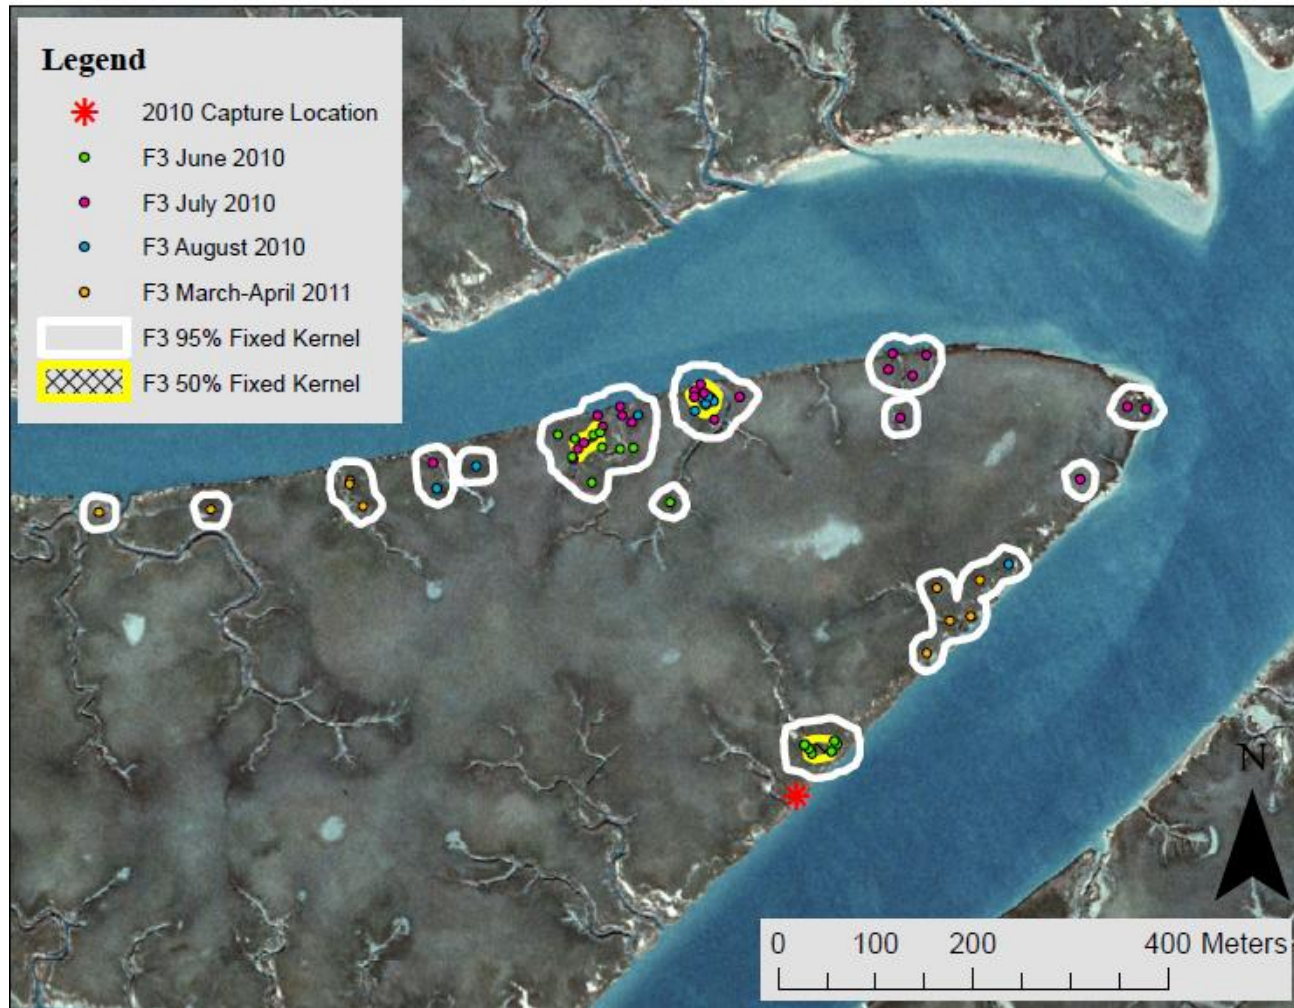 Legend
2010 Capture Location
F3 June 2010
F3 July 2010
F3 August 2010
F3 March-April 2011
F3 95% Fixed Kernel
F3 50% Fixed Kernel
N
0 100 200 400 Meters